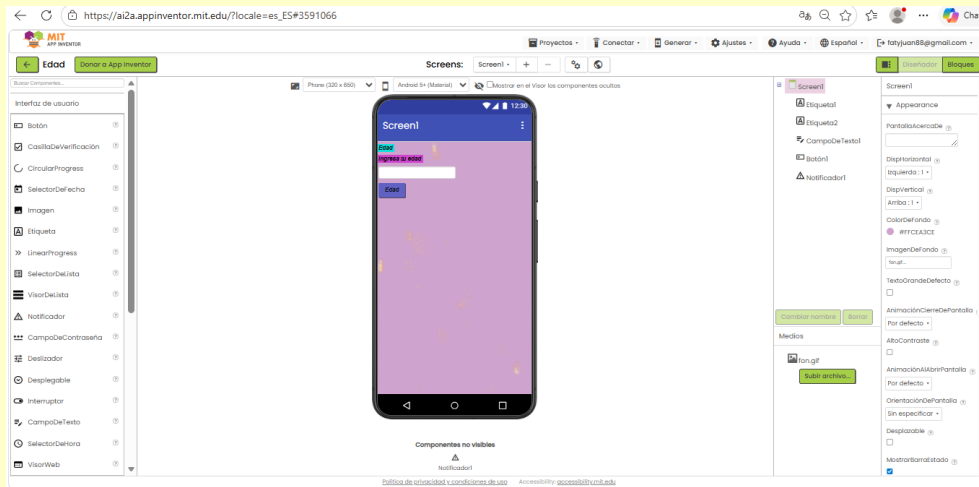 https://ai2a.appinventor.mit.edu/?locale=es_ES#3591066
Cha
MIT
APP INVENTOR
Proyectos
Conectar
Generar
Ajustes
Ayuda
Español
fatyjuan88@gmail.com
Edad
Donar a App Inventor
Screens:
Screen1
+
-
Diseñador
Bloques
Buscar Componentes...
Interfaz de usuario
Botón
CasillaDeVerificación
CircularProgress
SelectorDeFecha
Imagen
Etiqueta
LinearProgress
SelectorDeLista
VisorDeLista
Notificador
CampoDeContraseña
Deslizador
Desplegable
Interruptor
CampoDeTexto
SelectorDeHora
VisorWeb
Phone (320 x 650)
Android 5+ (Material)
Mostrar en el Visor los componentes ocultos
12:30
Screen1
Edad
Ingresa tu edad
Edad
Componentes no visibles
Notificador1
Screen1
Etiqueta1
Etiqueta2
CampoDeTexto1
Botón1
Notificador1
Cambiar nombre
Borrar
Medios
fon.gif
Subir archivo...
Screen1
Appearance
PantallaAcercaDe
DispHorizontal
Izquierda : 1
DispVertical
Arriba : 1
ColorDeFondo
#FFCEA3CE
ImagenDeFondo
fon.gif...
TextoGrandeDefecto
AnimaciónCierreDePantalla
Por defecto
AltoContraste
AnimaciónAlAbrirPantalla
Por defecto
OrientaciónDePantalla
Sin especificar
Desplazable
MostrarBarraEstado
Política de privacidad y condiciones de uso
Accessibility: accessibility.mit.edu